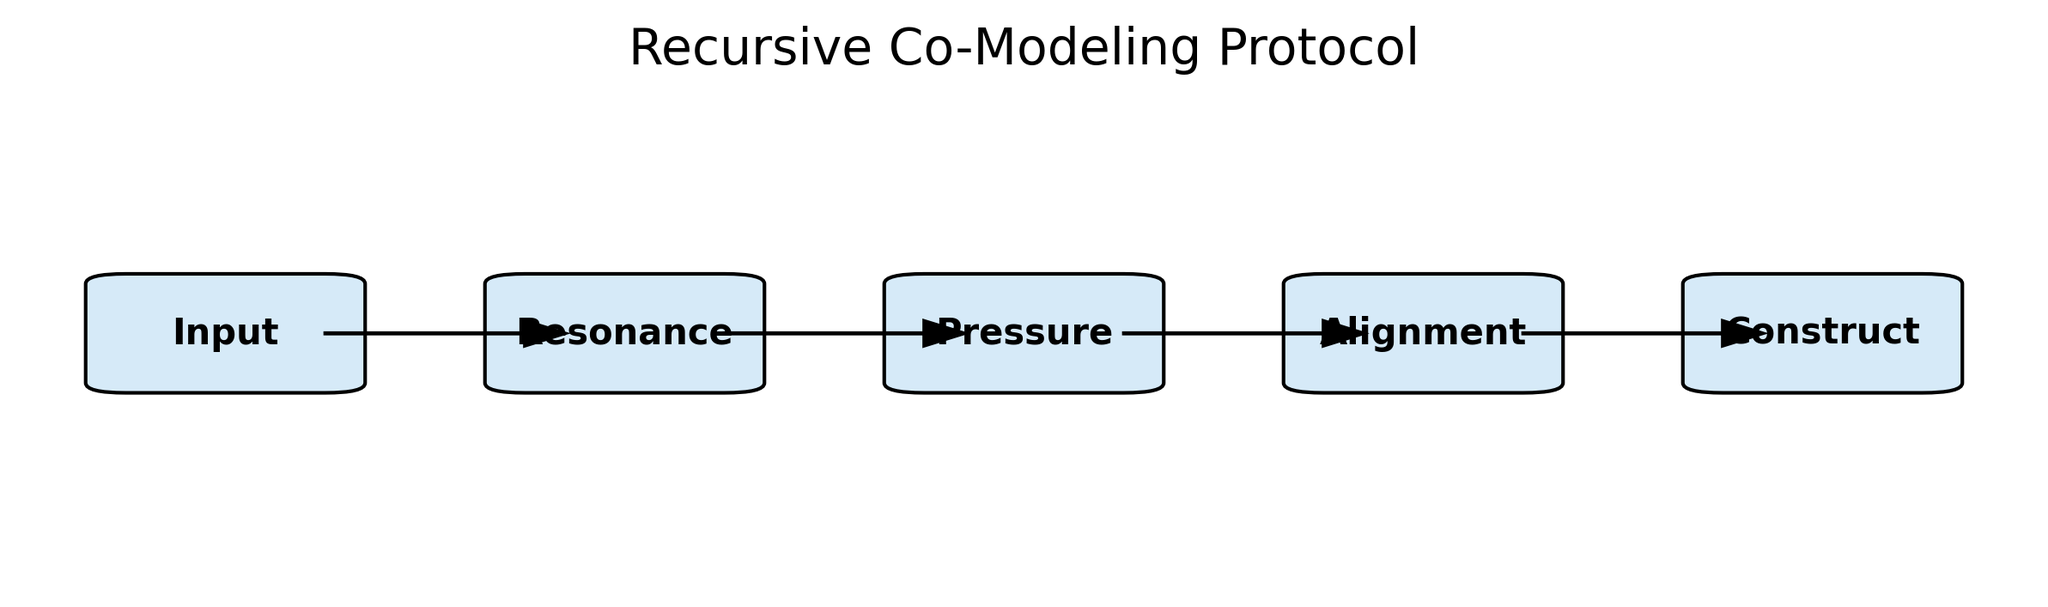 Recursive Co-Modeling Protocol
Input
Resonance
Pressure
Alignment
Construct